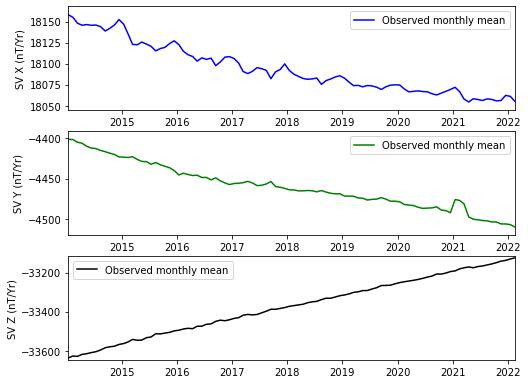 SV X (nT/Yr)
18150
18125
18100
18075
18050
Observed monthly mean
2015 2016 2017 2018 2019 2020 2021 2022
SV Y (nT/Yr)
−4400
−4450
−4500
Observed monthly mean
2015 2016 2017 2018 2019 2020 2021 2022
SV Z (nT/Yr)
−33200
−33400
−33600
Observed monthly mean
2015 2016 2017 2018 2019 2020 2021 2022